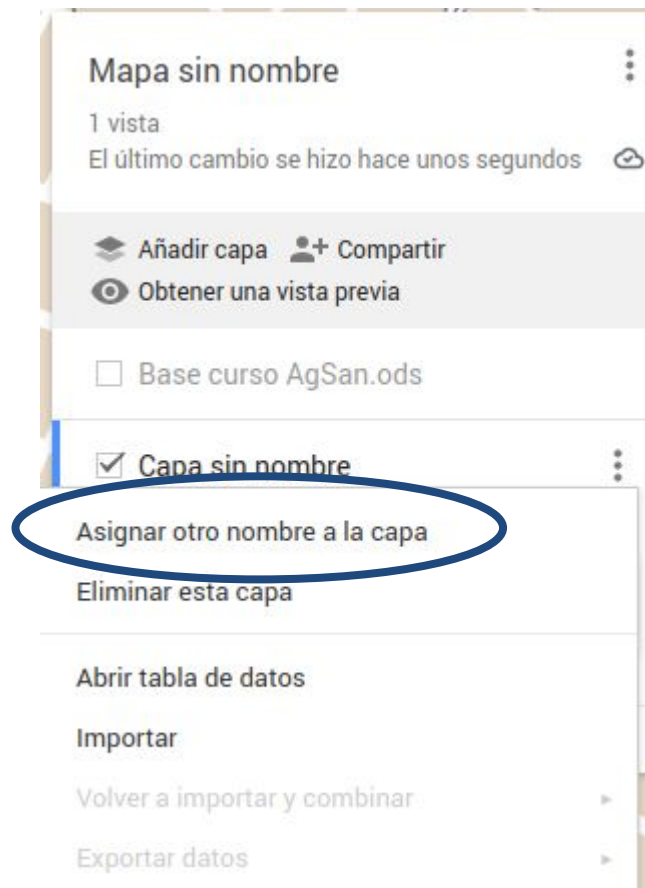 Mapa sin nombre
1 vista
El último cambio se hizo hace unos segundos
Añadir capa Compartir
Obtener una vista previa
Base curso AgSan.ods
Capa sin nombre
Asignar otro nombre a la capa
Eliminar esta capa
Abrir tabla de datos
Importar
Volver a importar y combinar
Exportar datos